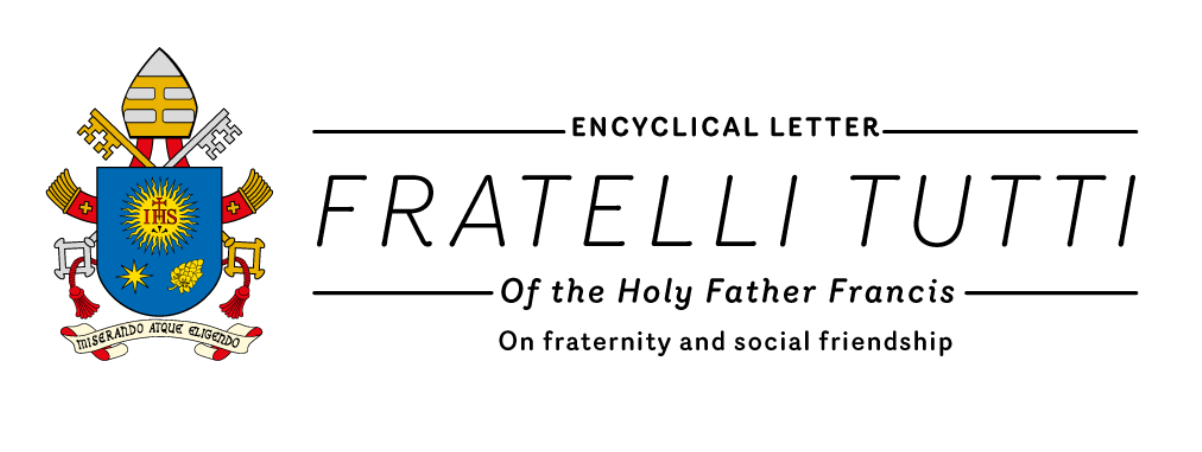 IHS
MISERANDO ATQUE ELIGENDO
ENCYCLICAL LETTER
FRATELLI TUTTI
Of the Holy Father Francis
On fraternity and social friendship